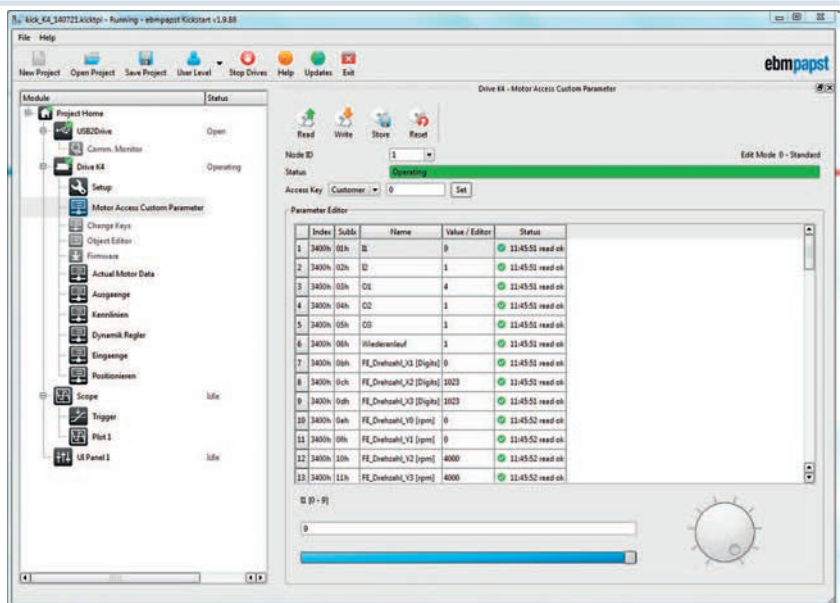 kick_K4_140721.kicktpl - Running - ebmpapst Kickstart v1.9.88
File Help
New Project Open Project Save Project User Level Stop Drives Help Updates Exit
ebmpapst
Module Status
Project Home
USB2Drive Open
Comm. Monitor
Drive K4 Operating
Setup
Motor Access Custom Parameter
Change Keys
Object Editor
Firmware
Actual Motor Data
Ausgaenge
Kennlinien
Dynamik Regler
Eingaenge
Positionieren
Scope Idle
Trigger
Plot 1
UI Panel 1 Idle
Drive K4 - Motor Access Custom Parameter
Read Write Store Reset
Node ID 1 Edit Mode 0 - Standard
Status Operating
Access Key Customer 0 Set
Parameter Editor
Index SubIx Name Value / Editor Status
1 3400h 01h I1 9 11:45:51 read ok
2 3400h 02h I2 1 11:45:51 read ok
3 3400h 03h O1 4 11:45:51 read ok
4 3400h 04h O2 1 11:45:51 read ok
5 3400h 05h O3 1 11:45:51 read ok
6 3400h 06h Wiederanlauf 1 11:45:51 read ok
7 3400h 0bh FE_Drehzahl_X1 [Digits] 0 11:45:51 read ok
8 3400h 0ch FE_Drehzahl_X2 [Digits] 1023 11:45:51 read ok
9 3400h 0dh FE_Drehzahl_X3 [Digits] 1023 11:45:51 read ok
10 3400h 0eh FE_Drehzahl_Y0 [rpm] 0 11:45:52 read ok
11 3400h 0fh FE_Drehzahl_Y1 [rpm] 0 11:45:52 read ok
12 3400h 10h FE_Drehzahl_Y2 [rpm] 4000 11:45:52 read ok
13 3400h 11h FE_Drehzahl_Y3 [rpm] 4000 11:45:52 read ok
I1 [0 - 9]
9